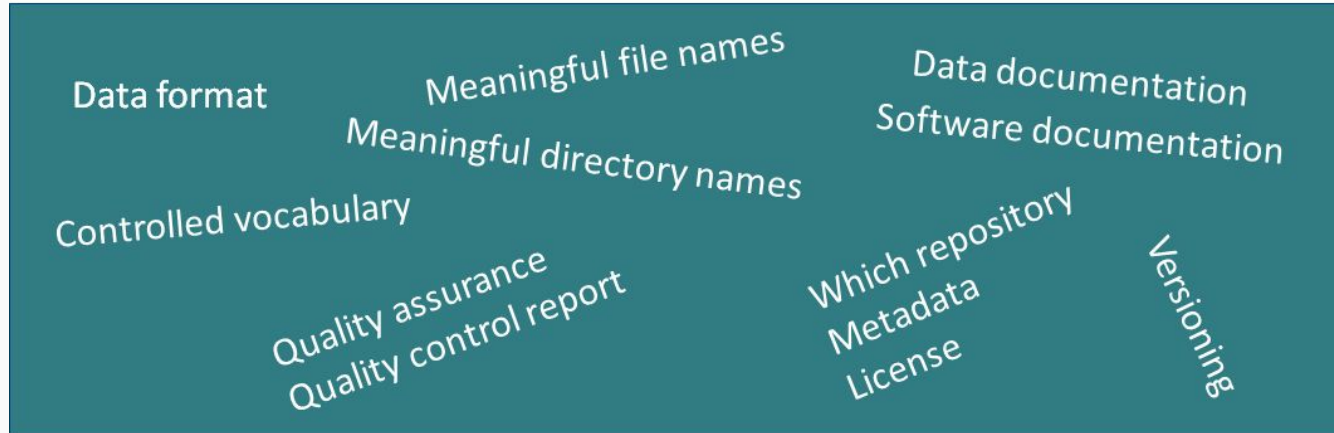 Data format
Meaningful file names
Data documentation
Software documentation
Meaningful directory names
Controlled vocabulary
Quality assurance
Quality control report
Which repository
Metadata
License
Versioning